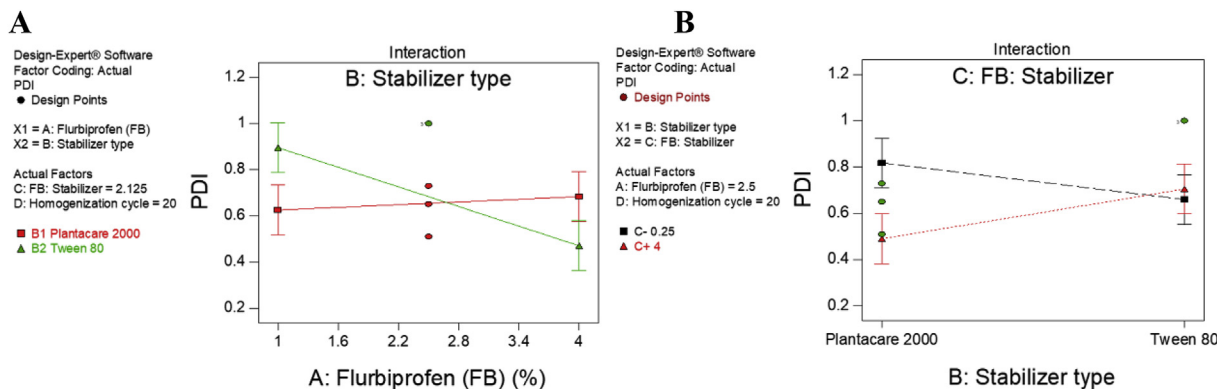 A
Design-Expert® Software
Factor Coding: Actual
PDI
Design Points
X1 = A: Flurbiprofen (FB)
X2 = B: Stabilizer type
Actual Factors
C: FB: Stabilizer = 2.125
D: Homogenization cycle = 20
B1 Plantacare 2000
B2 Tween 80
Interaction
B: Stabilizer type
PDI
1.2
1
0.8
0.6
0.4
0.2
1 1.6 2.2 2.8 3.4 4
A: Flurbiprofen (FB) (%)
B
Design-Expert® Software
Factor Coding: Actual
PDI
Design Points
X1 = B: Stabilizer type
X2 = C: FB: Stabilizer
Actual Factors
A: Flurbiprofen (FB) = 2.5
D: Homogenization cycle = 20
C- 0.25
C+ 4
Interaction
C: FB: Stabilizer
PDI
1.2
1
0.8
0.6
0.4
0.2
Plantacare 2000 Tween 80
B: Stabilizer type